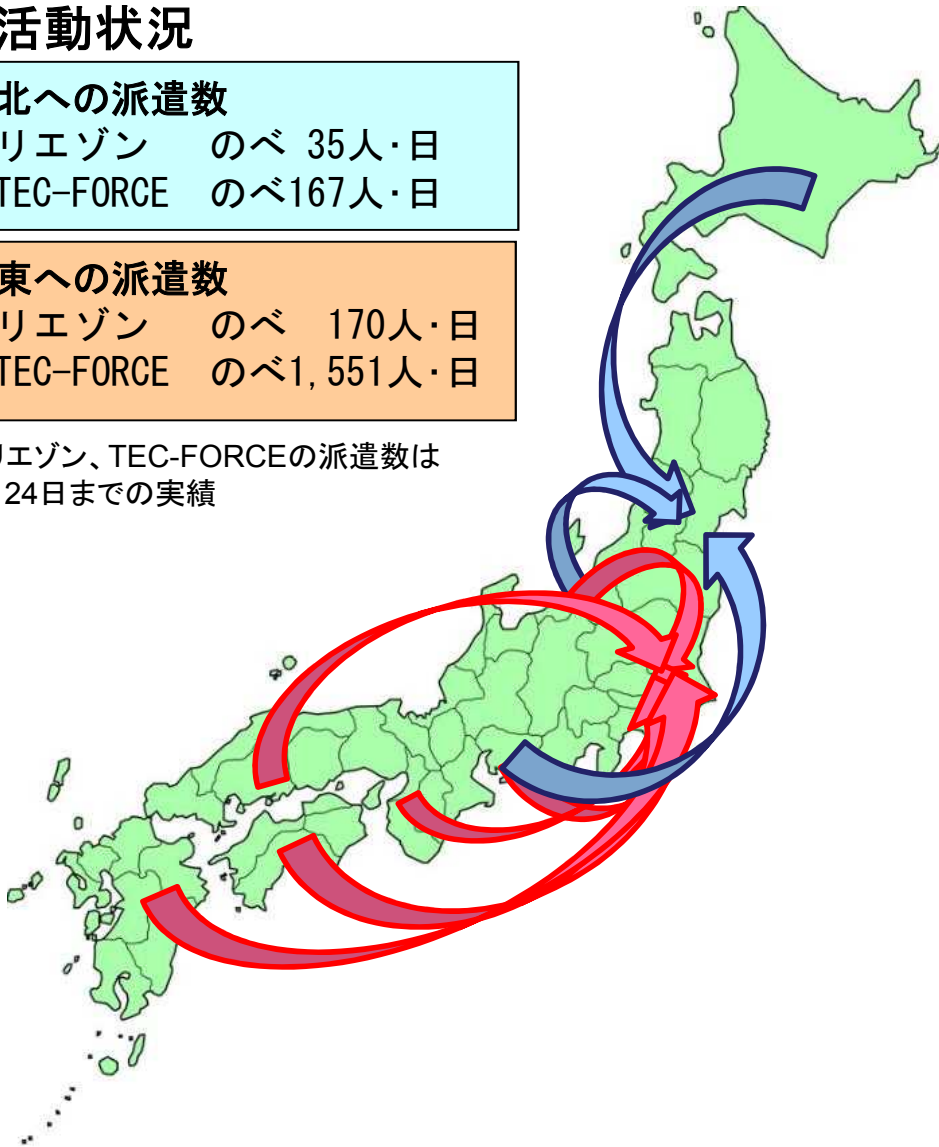 活動状況
北への派遣数
リエゾン のべ 35人・日
TEC-FORCE のべ167人・日
東への派遣数
リエゾン のべ 170人・日
TEC-FORCE のべ1,551人・日
リエゾン、TEC-FORCEの派遣数は
24日までの実績